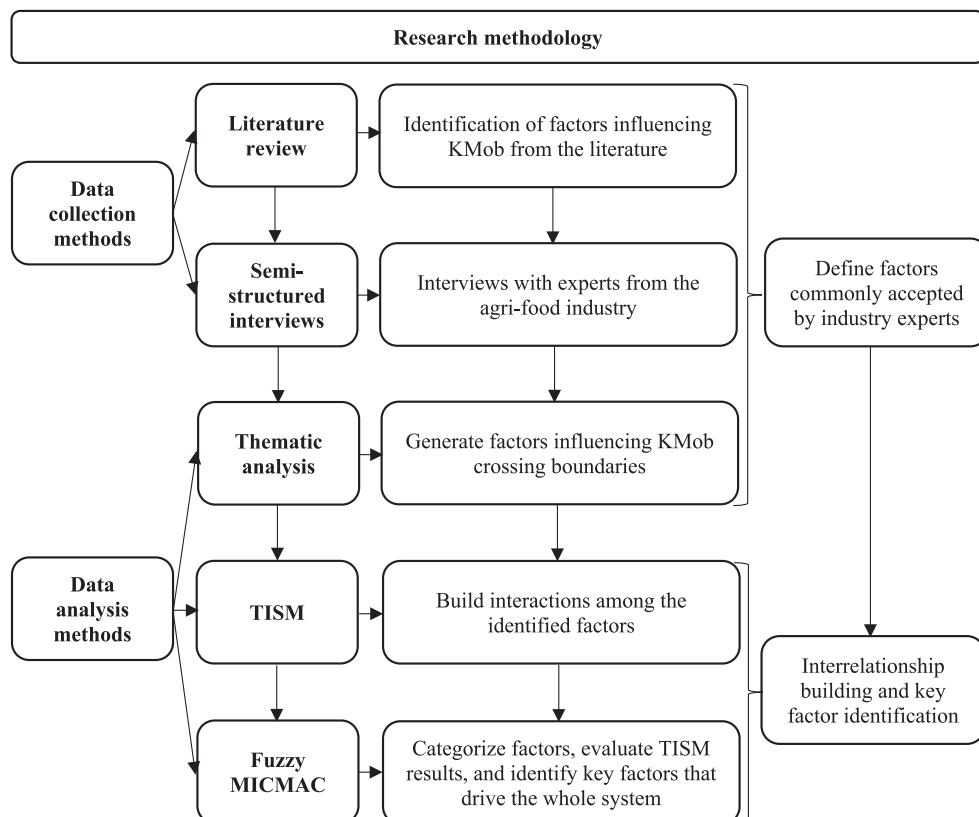 Research methodology
Literature
review
Identification of factors influencing
KMob from the literature
Data
collection
methods
Semi-
structured
interviews
Interviews with experts from the
agri-food industry
Define factors
commonly accepted
by industry experts
Thematic
analysis
Generate factors influencing KMob
crossing boundaries
Data
analysis
methods
TISM
Build interactions among the
identified factors
Interrelationship
building and key
factor identification
Fuzzy
MICMAC
Categorize factors, evaluate TISM
results, and identify key factors that
drive the whole system